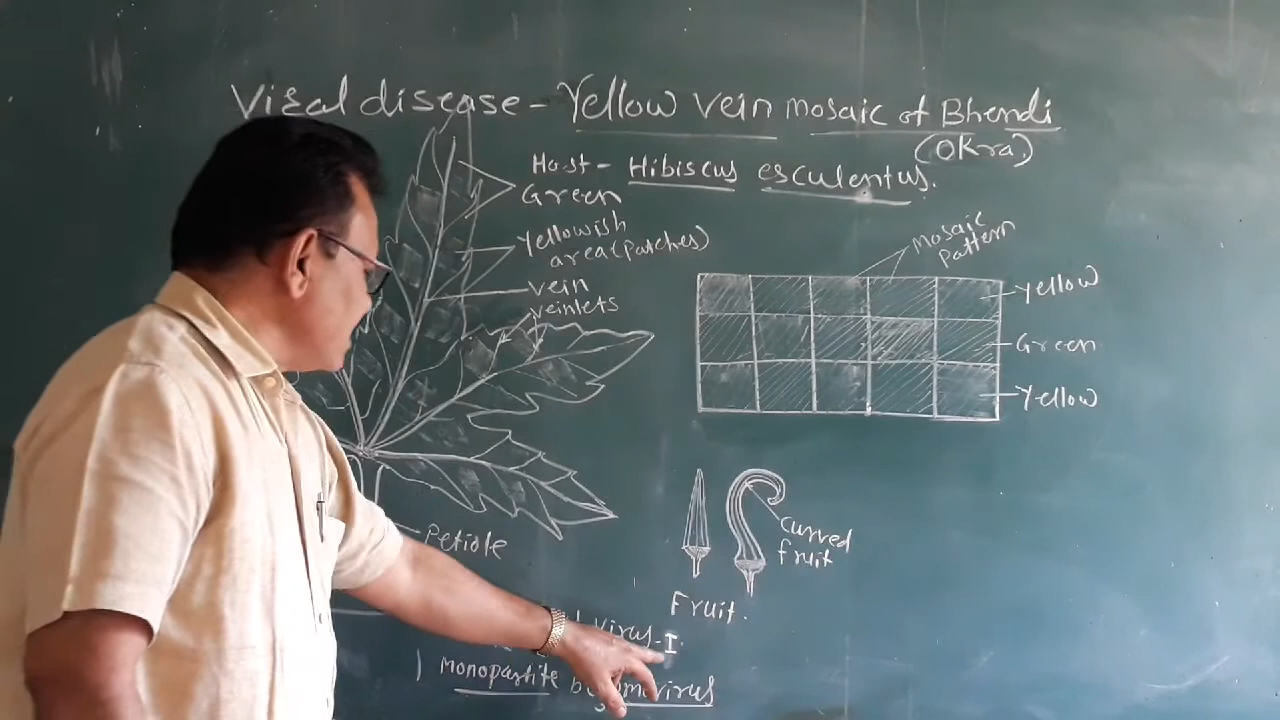 Viral disease - Yellow vein mosaic of Bhendi
(Okra)
Host - Hibiscus esculentus.
Green
Yellowish
area (patches)
vein
veinlets
Petiole
mosaic
pattern
Yellow
Green
Yellow
curved
fruit
Fruit.
virus - I.
1 monopartite